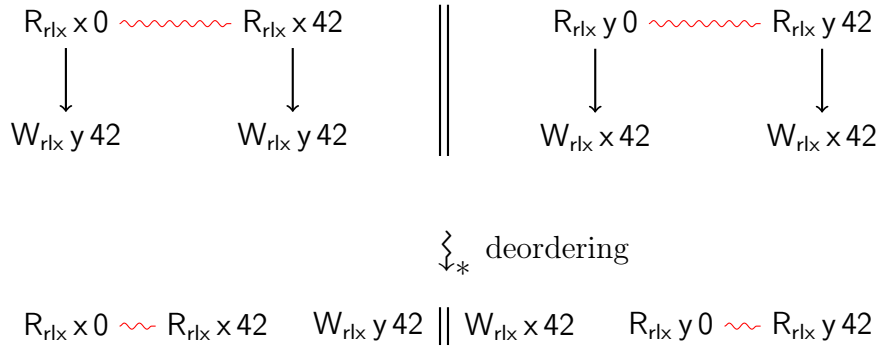 R_rlx x 0 R_rlx x 42 R_rlx y 0 R_rlx y 42
W_rlx y 42 W_rlx y 42 W_rlx x 42 W_rlx x 42
* deordering
R_rlx x 0 R_rlx x 42 W_rlx y 42 W_rlx x 42 R_rlx y 0 R_rlx y 42